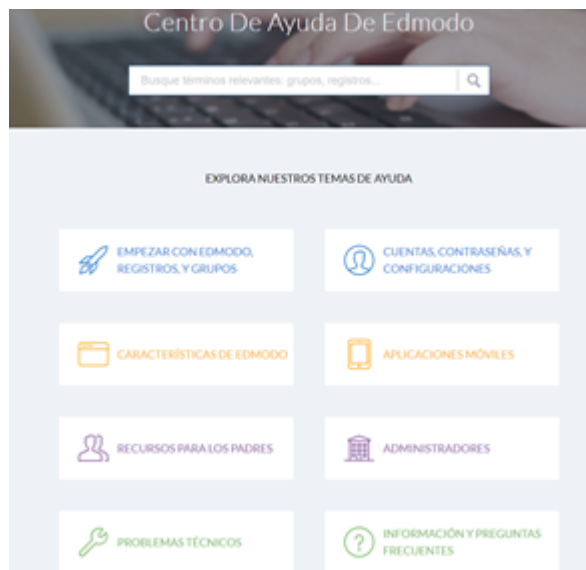 Centro De Ayuda De Edmodo
Busque términos relevantes: grupos, registros...
EXPLORA NUESTROS TEMAS DE AYUDA
EMPEZAR CON EDMODO,
REGISTROS, Y GRUPOS
CUENTAS, CONTRASEÑAS, Y
CONFIGURACIONES
CARACTERÍSTICAS DE EDMODO
APLICACIONES MÓVILES
RECURSOS PARA LOS PADRES
ADMINISTRADORES
PROBLEMAS TÉCNICOS
INFORMACIÓN Y PREGUNTAS
FRECUENTES